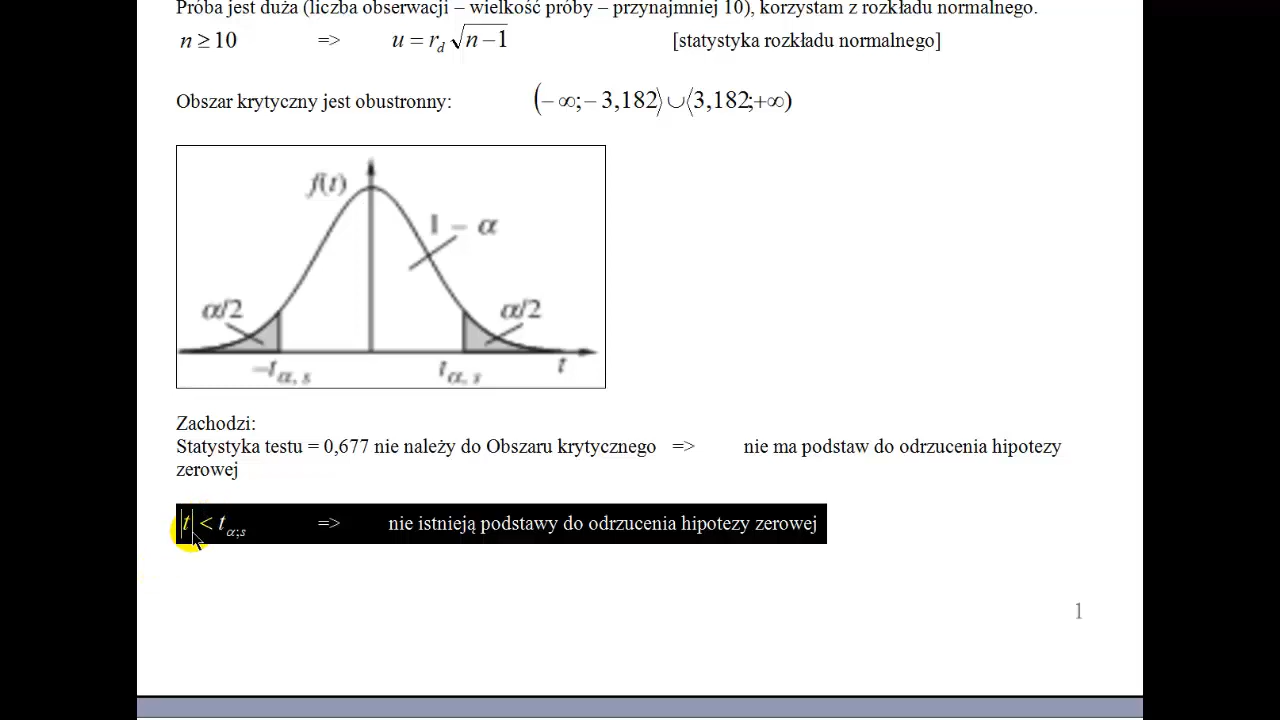 Próba jest duża (liczba obserwacji – wielkość próby – przynajmniej 10), korzystam z rozkładu normalnego.
n ≥ 10 => u = r_d √(n − 1) [statystyka rozkładu normalnego]
Obszar krytyczny jest obustronny: (− ∞;− 3,182⟩ ∪ ⟨3,182;+∞)
f(t)
1 − α
α/2 α/2
−t_α, s t_α, s t
Zachodzi:
Statystyka testu = 0,677 nie należy do Obszaru krytycznego => nie ma podstaw do odrzucenia hipotezy
zerowej
|t| < t_α;s => nie istnieją podstawy do odrzucenia hipotezy zerowej
1